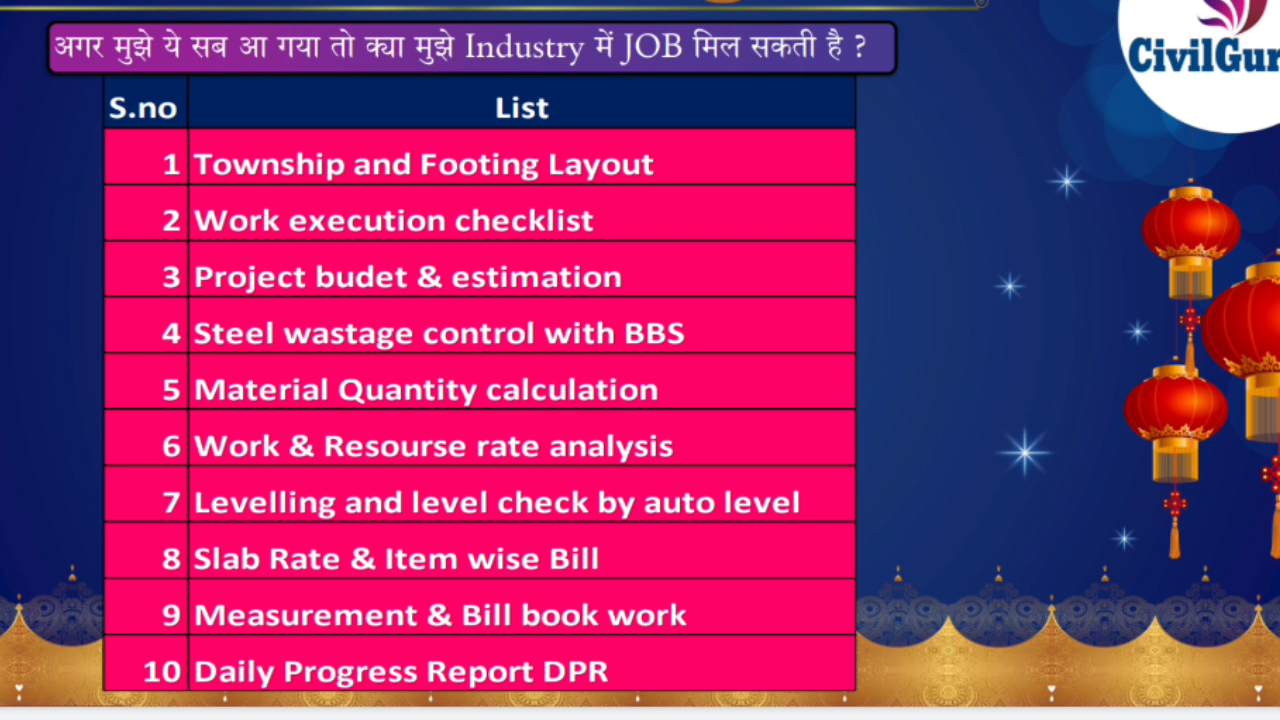 अगर मुझे ये सब आ गया तो क्या मुझे Industry में JOB मिल सकती है ?
CivilGur
S.no List
1 Township and Footing Layout
2 Work execution checklist
3 Project budet & estimation
4 Steel wastage control with BBS
5 Material Quantity calculation
6 Work & Resourse rate analysis
7 Levelling and level check by auto level
8 Slab Rate & Item wise Bill
9 Measurement & Bill book work
10 Daily Progress Report DPR